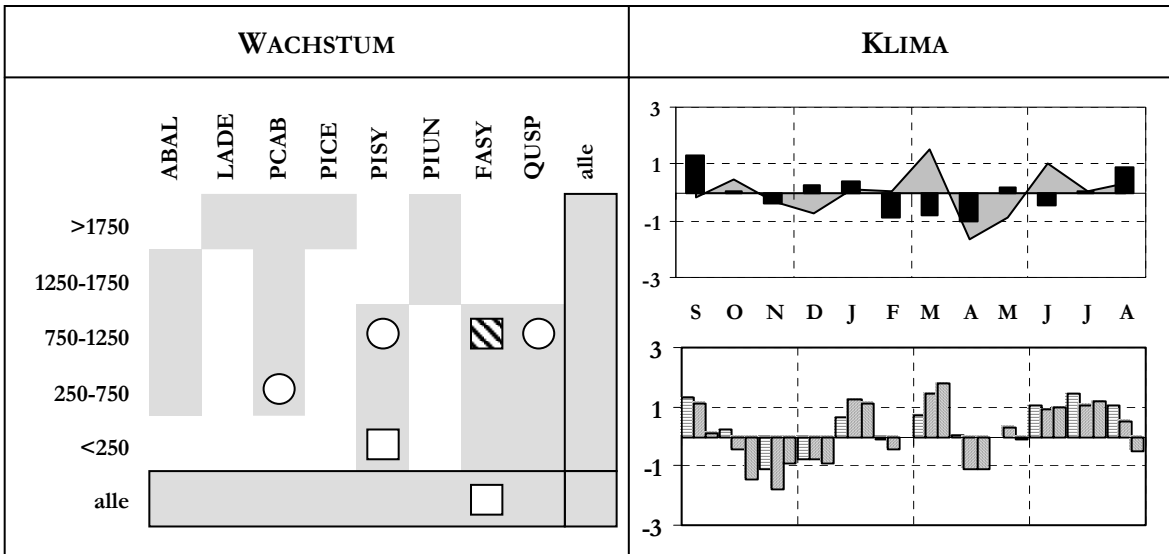 WACHSTUM
KLIMA
ABAL
LADE
PCAB
PICE
PISY
PIUN
FASY
QUSP
alle
>1750
1250-1750
750-1250
250-750
<250
alle
3
1
-1
-3
S O N D J F M A M J J A
3
1
-1
-3